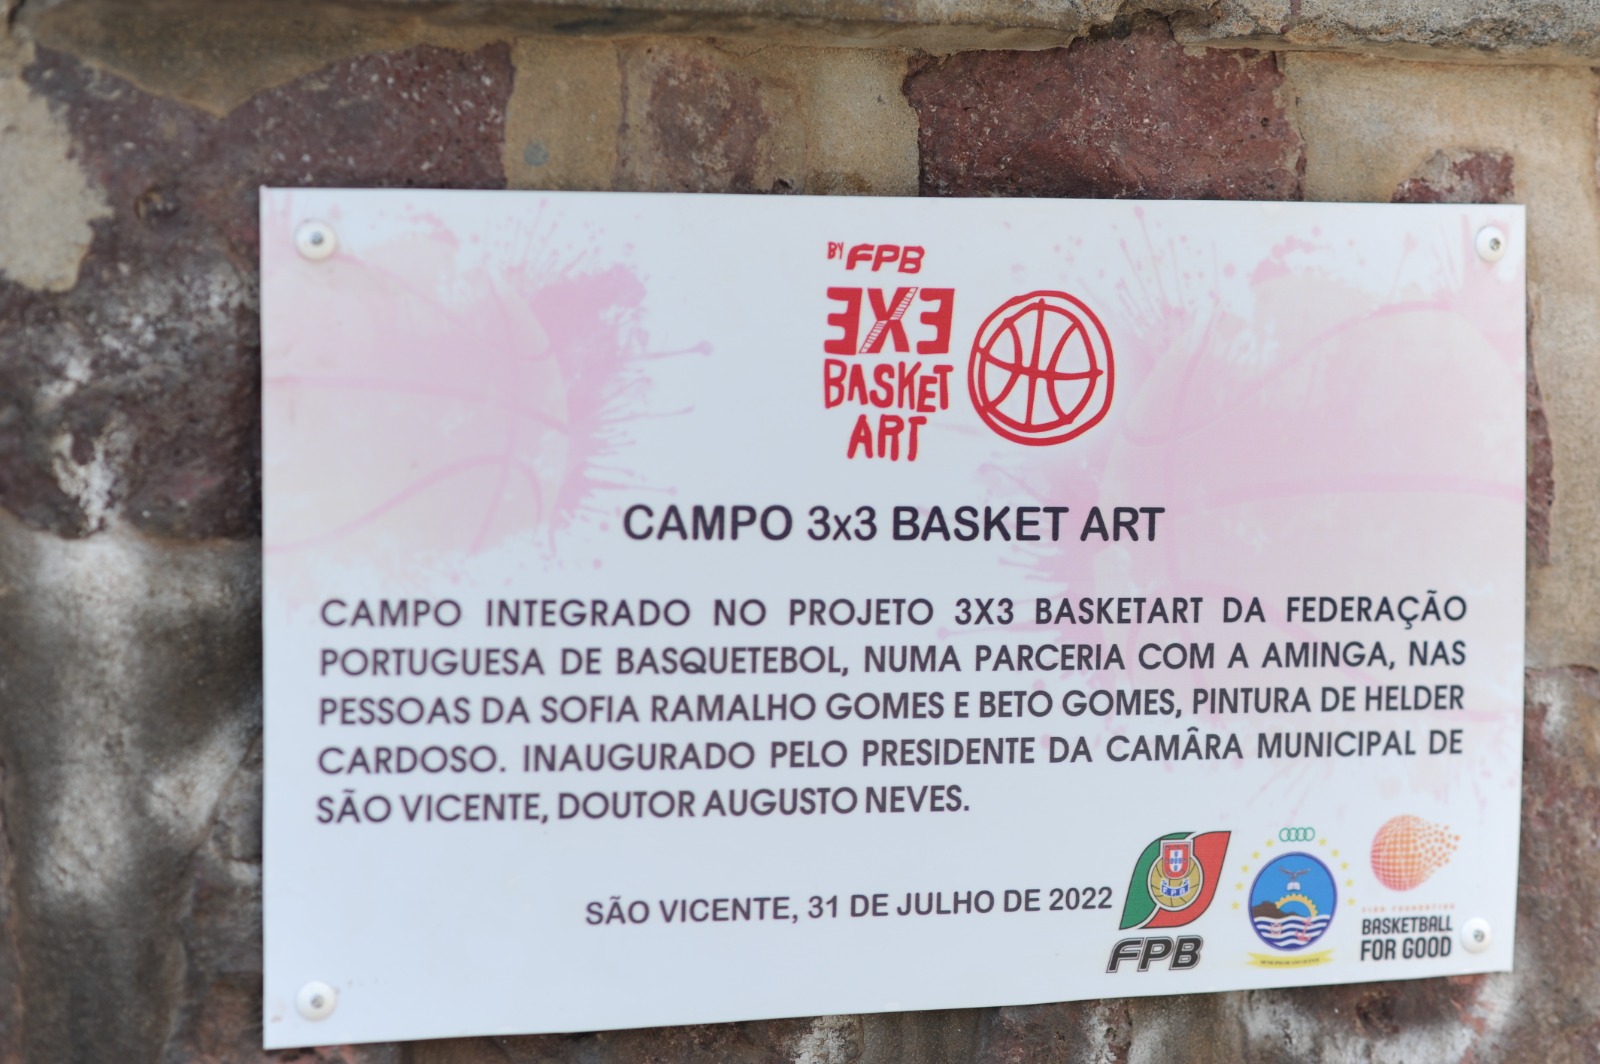 BY FPB
3X3
BASKET
ART
CAMPO 3x3 BASKET ART
CAMPO INTEGRADO NO PROJETO 3X3 BASKETART DA FEDERAÇÃO
PORTUGUESA DE BASQUETEBOL, NUMA PARCERIA COM A AMINGA, NAS
PESSOAS DA SOFIA RAMALHO GOMES E BETO GOMES, PINTURA DE HELDER
CARDOSO. INAUGURADO PELO PRESIDENTE DA CAMÂRA MUNICIPAL DE
SÃO VICENTE, DOUTOR AUGUSTO NEVES.
SÃO VICENTE, 31 DE JULHO DE 2022
FPB
FPB
FIBA FOUNDATION
BASKETBALL
FOR GOOD